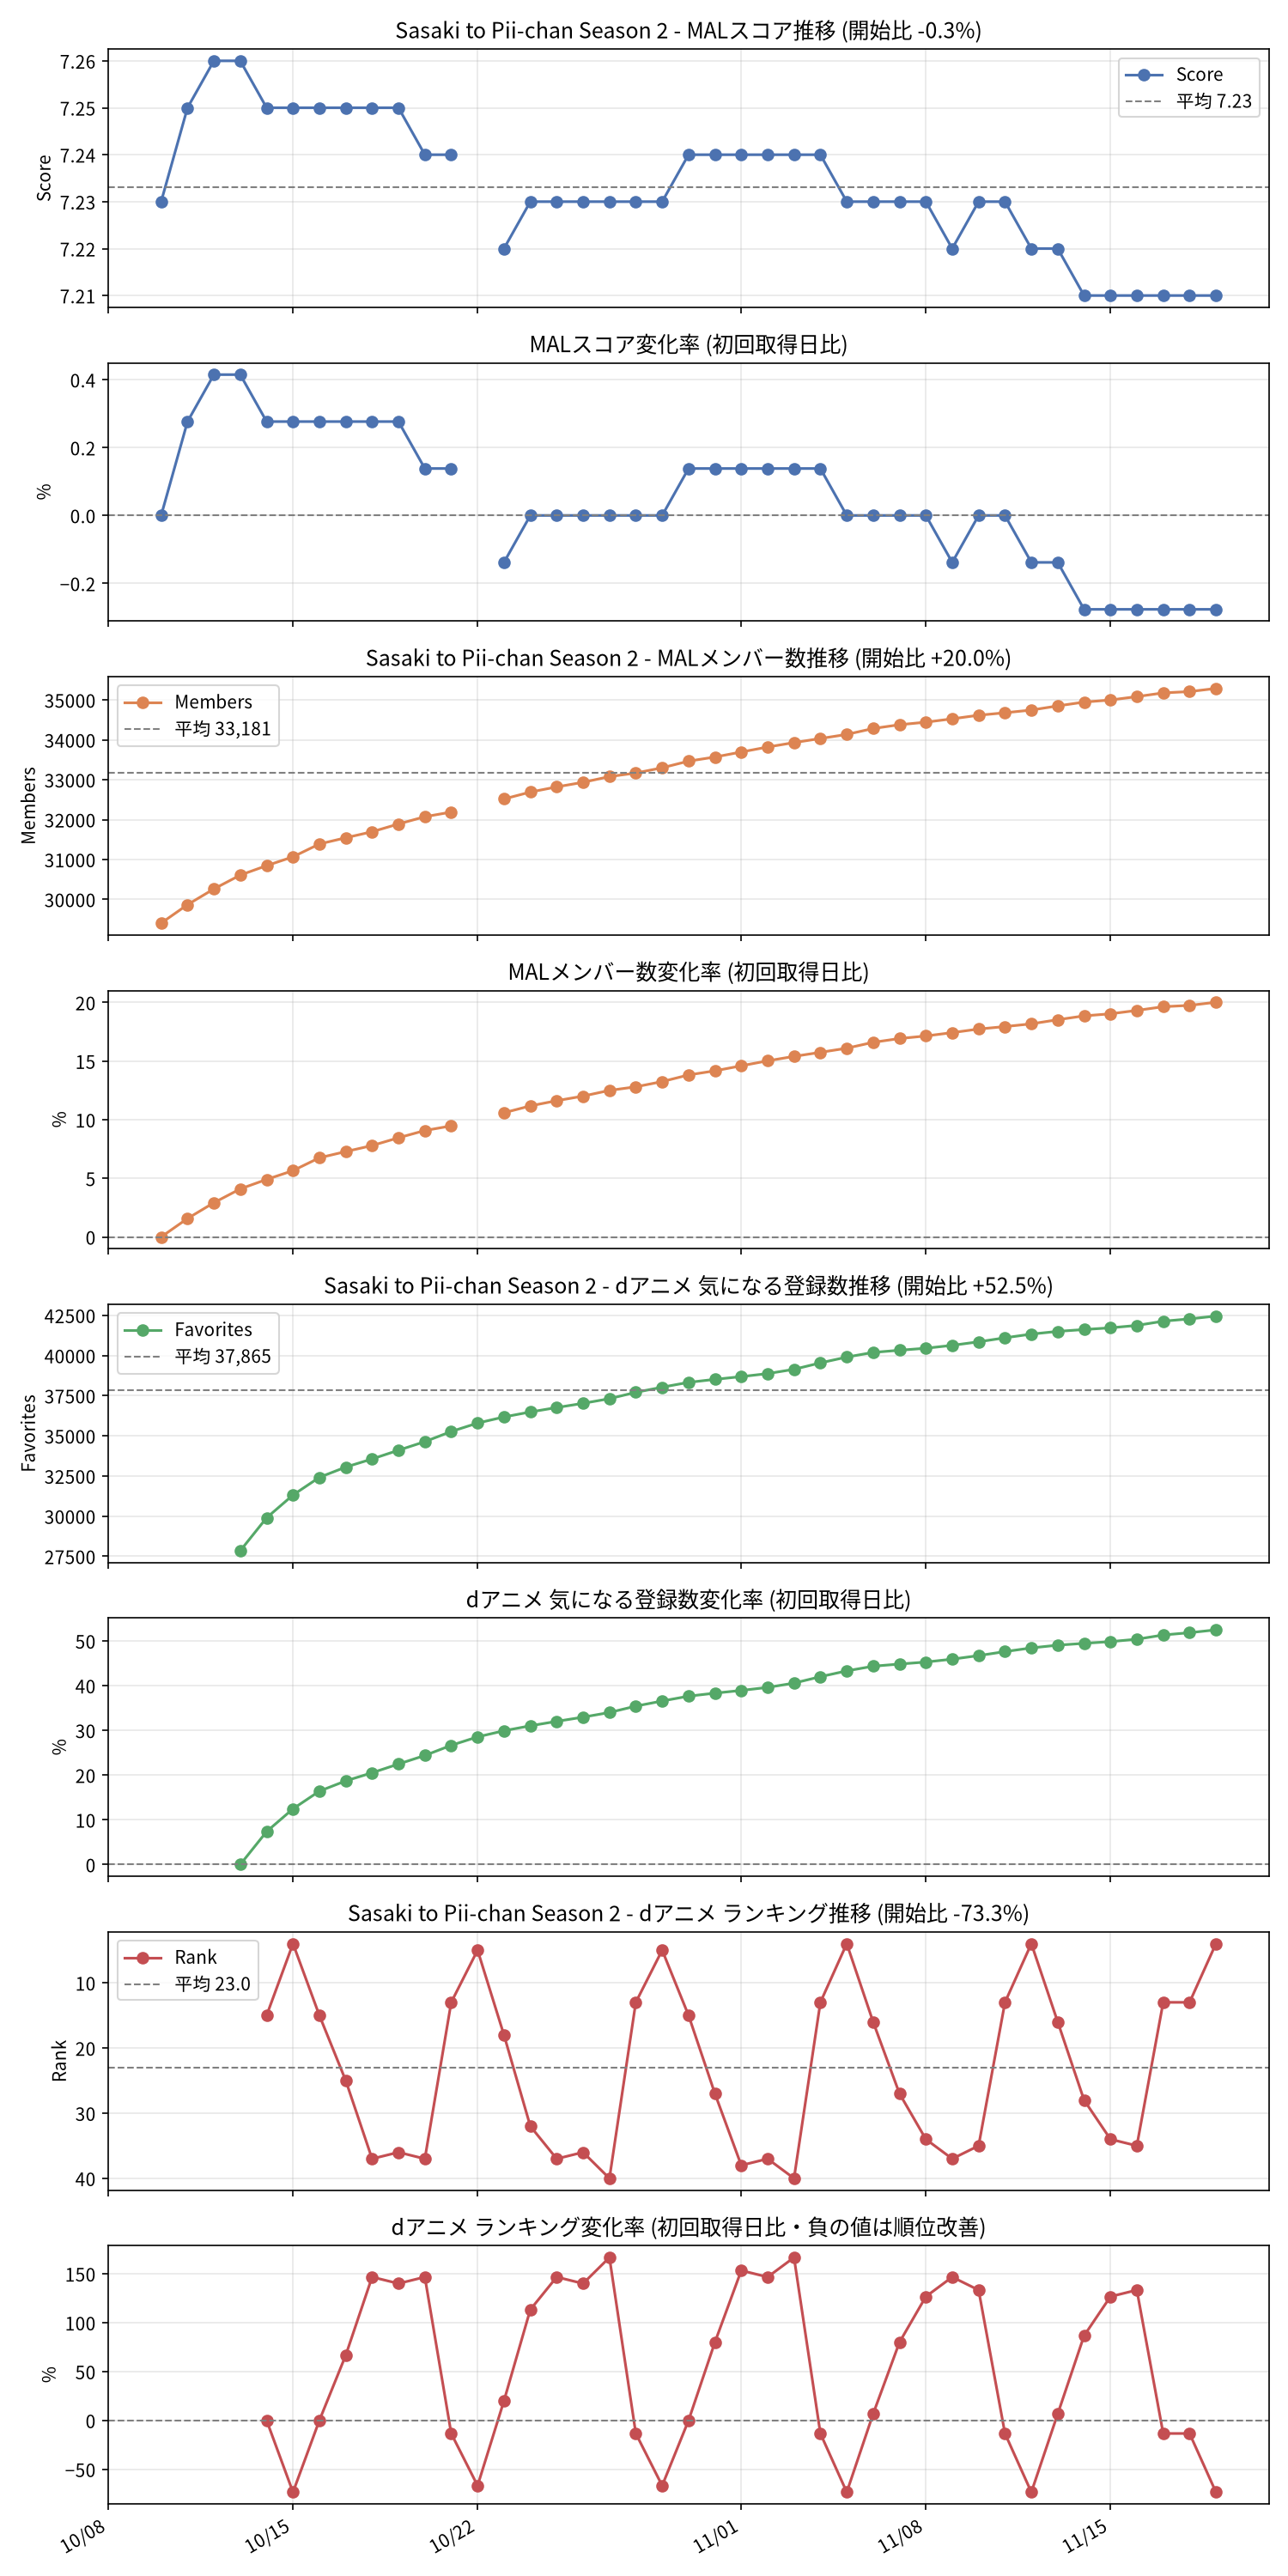 Sasaki to Pii-chan Season 2 - MALスコア推移 (開始比 -0.3%)
Score
7.26
7.25
7.24
7.23
7.22
7.21
Score
平均 7.23
MALスコア変化率 (初回取得日比)
%
0.4
0.2
0.0
−0.2
Sasaki to Pii-chan Season 2 - MALメンバー数推移 (開始比 +20.0%)
Members
35000
34000
33000
32000
31000
30000
Members
平均 33,181
MALメンバー数変化率 (初回取得日比)
%
20
15
10
5
0
Sasaki to Pii-chan Season 2 - dアニメ 気になる登録数推移 (開始比 +52.5%)
Favorites
42500
40000
37500
35000
32500
30000
27500
Favorites
平均 37,865
dアニメ 気になる登録数変化率 (初回取得日比)
%
50
40
30
20
10
0
Sasaki to Pii-chan Season 2 - dアニメ ランキング推移 (開始比 -73.3%)
Rank
10
20
30
40
Rank
平均 23.0
dアニメ ランキング変化率 (初回取得日比・負の値は順位改善)
%
150
100
50
0
−50
10/08
10/15
10/22
11/01
11/08
11/15